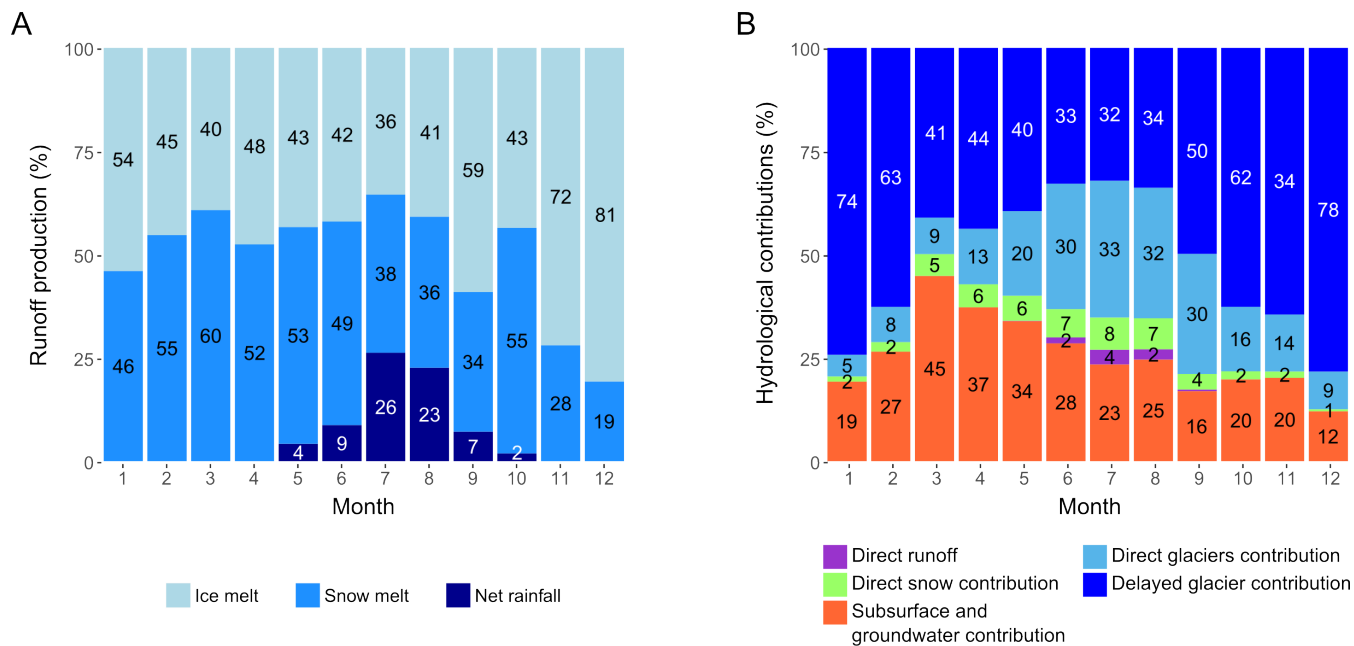 A
Runoff production (%)
100
75
50
25
0
54 45 40 48 43 42 36 41 59 43 72 81
46 55 60 52 53 49 38 36 34 55 28 19
4 9 26 23 7 2
1 2 3 4 5 6 7 8 9 10 11 12
Month
Ice melt Snow melt Net rainfall
B
Hydrological contributions (%)
100
75
50
25
0
74 63 41 44 40 33 32 34 50 62 34 78
5 8 9 13 20 30 33 32 30 16 14 9
2 2 5 6 6 7 8 7 4 2 2 1
2 4 2
19 27 45 37 34 28 23 25 16 20 20 12
1 2 3 4 5 6 7 8 9 10 11 12
Month
Direct runoff
Direct snow contribution
Subsurface and
groundwater contribution
Direct glaciers contribution
Delayed glacier contribution